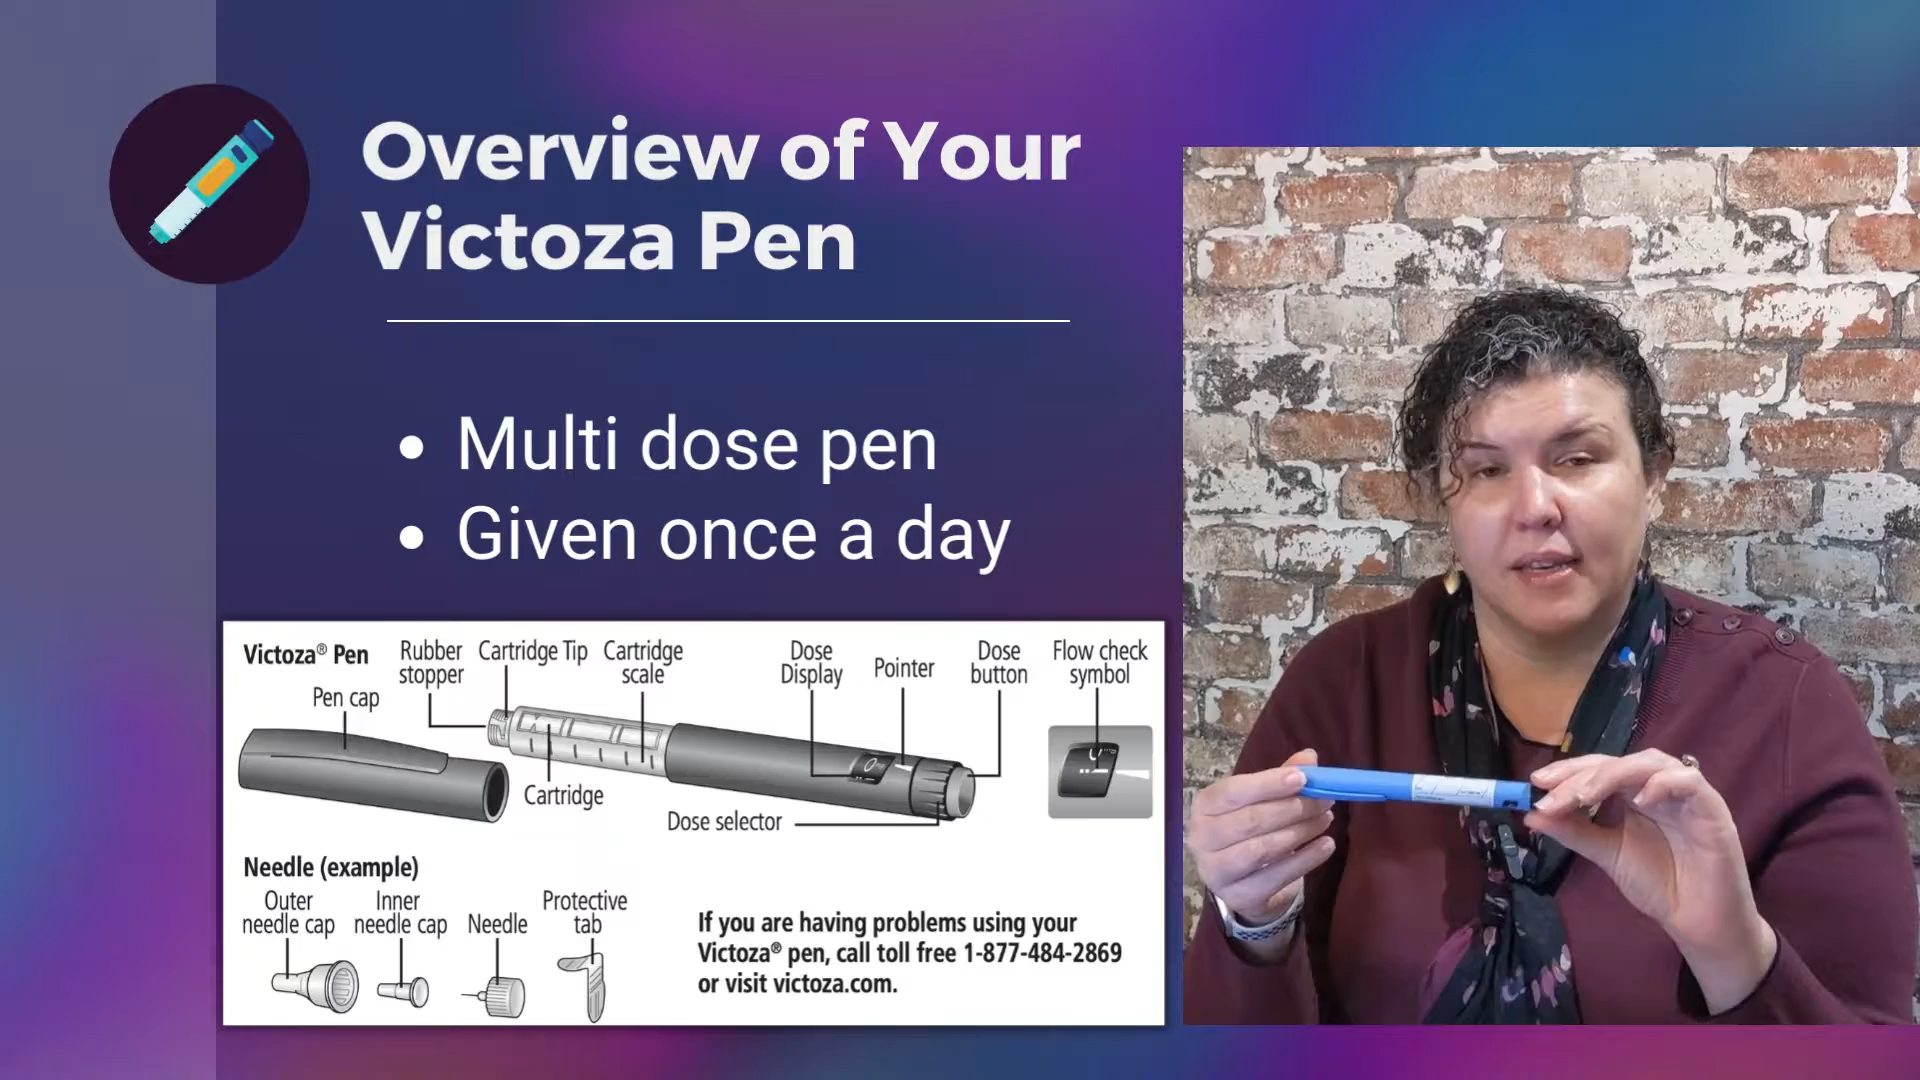 Overview of Your
Victoza Pen
• Multi dose pen
• Given once a day
Victoza® Pen
Pen cap
Rubber
stopper
Cartridge Tip
Cartridge
scale
Dose
Display
Pointer
Dose
button
Flow check
symbol
Cartridge
Dose selector
Needle (example)
Outer
needle cap
Inner
needle cap
Needle
Protective
tab
If you are having problems using your
Victoza® pen, call toll free 1-877-484-2869
or visit victoza.com.